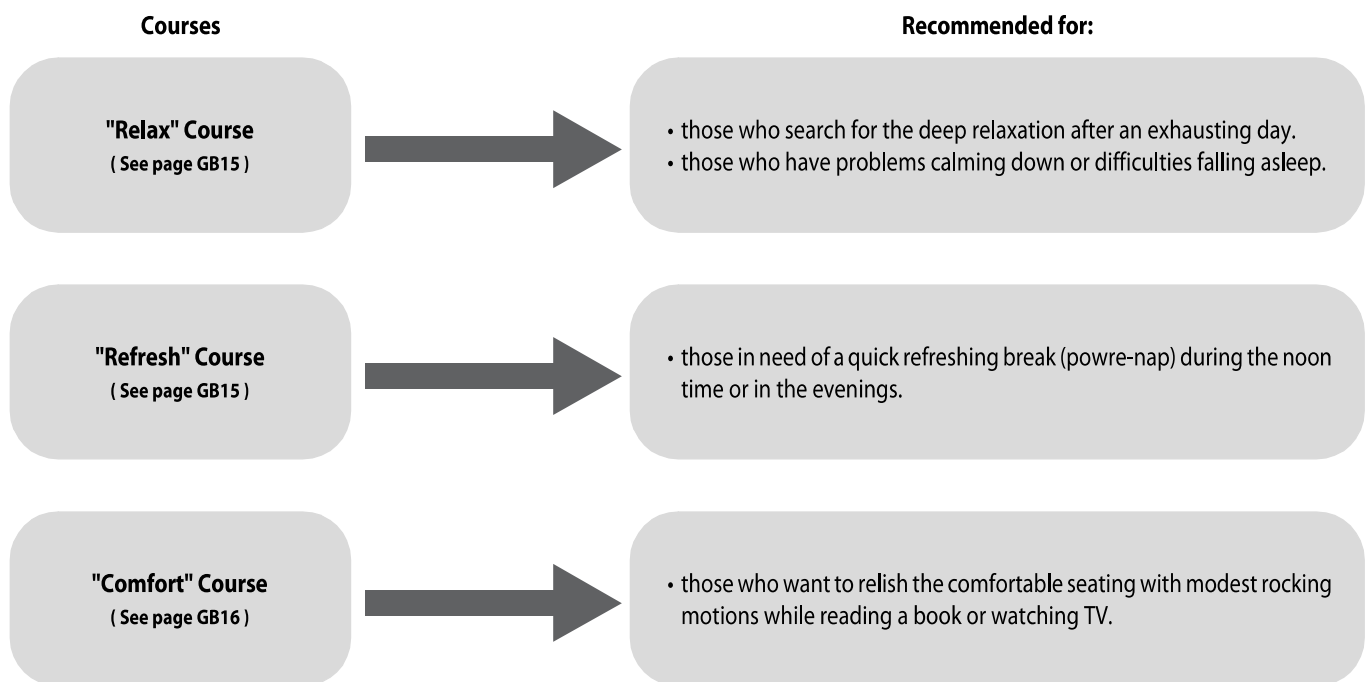 Courses
Recommended for:
"Relax" Course
( See page GB15 )
• those who search for the deep relaxation after an exhausting day.
• those who have problems calming down or difficulties falling asleep.
"Refresh" Course
( See page GB15 )
• those in need of a quick refreshing break (powre-nap) during the noon
time or in the evenings.
"Comfort" Course
( See page GB16 )
• those who want to relish the comfortable seating with modest rocking
motions while reading a book or watching TV.